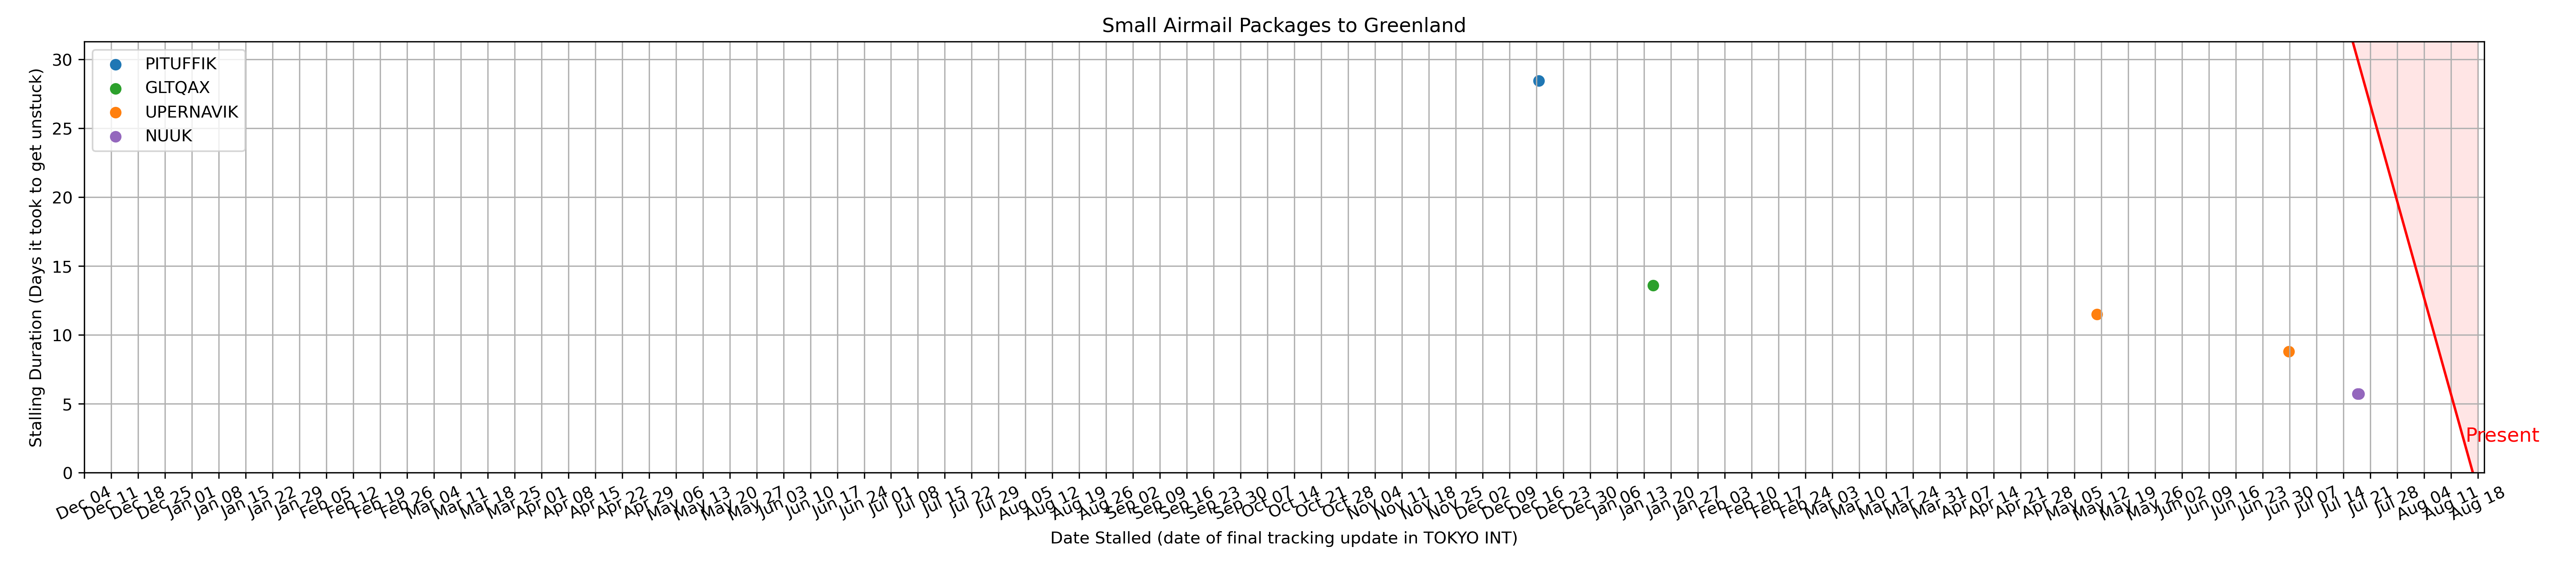 Small Airmail Packages to Greenland
PITUFFIK
GLTQAX
UPERNAVIK
NUUK
Stalling Duration (Days it took to get unstuck)
30
25
20
15
10
5
0
Present
Dec 04
Dec 11
Dec 18
Dec 25
Jan 01
Jan 08
Jan 15
Jan 22
Jan 29
Feb 05
Feb 12
Feb 19
Feb 26
Mar 04
Mar 11
Mar 18
Mar 25
Apr 01
Apr 08
Apr 15
Apr 22
Apr 29
May 06
May 13
May 20
May 27
Jun 03
Jun 10
Jun 17
Jun 24
Jul 01
Jul 08
Jul 15
Jul 22
Jul 29
Aug 05
Aug 12
Aug 19
Aug 26
Sep 02
Sep 09
Sep 16
Sep 23
Sep 30
Oct 07
Oct 14
Oct 21
Oct 28
Nov 04
Nov 11
Nov 18
Nov 25
Dec 02
Dec 09
Dec 16
Dec 23
Dec 30
Jan 06
Jan 13
Jan 20
Jan 27
Feb 03
Feb 10
Feb 17
Feb 24
Mar 03
Mar 10
Mar 17
Mar 24
Mar 31
Apr 07
Apr 14
Apr 21
Apr 28
May 05
May 12
May 19
May 26
Jun 02
Jun 09
Jun 16
Jun 23
Jun 30
Jul 07
Jul 14
Jul 21
Jul 28
Aug 04
Aug 11
Aug 18
Date Stalled (date of final tracking update in TOKYO INT)